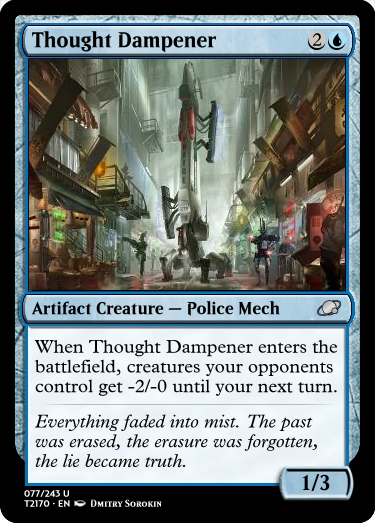 Thought Dampener 2
Artifact Creature — Police Mech
When Thought Dampener enters the
battlefield, creatures your opponents
control get -2/-0 until your next turn.
Everything faded into mist. The past
was erased, the erasure was forgotten,
the lie became truth.
1/3
077/243 U
T2170 • EN Dmitry Sorokin